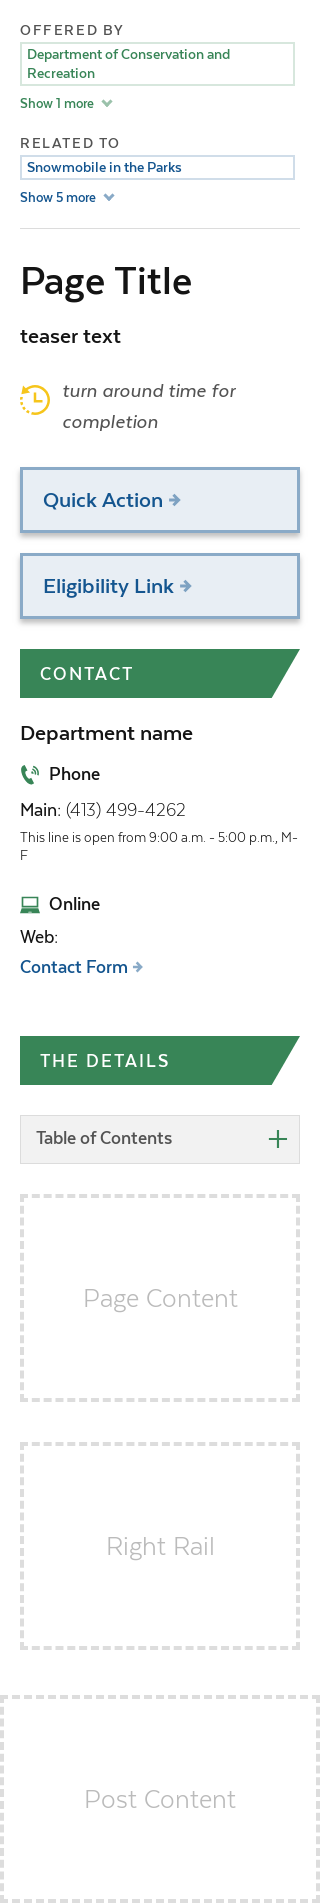 OFFERED BY
Department of Conservation and
Recreation
Show 1 more
RELATED TO
Snowmobile in the Parks
Show 5 more
Page Title
teaser text
turn around time for
completion
Quick Action
Eligibility Link
CONTACT
Department name
Phone
Main: (413) 499-4262
This line is open from 9:00 a.m. - 5:00 p.m., M-
F
Online
Web:
Contact Form
THE DETAILS
Table of Contents
Page Content
Right Rail
Post Content